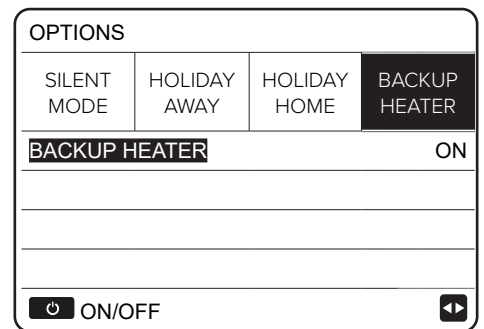 OPTIONS
SILENT MODE
HOLIDAY AWAY
HOLIDAY HOME
BACKUP HEATER
BACKUP HEATER ON
ON/OFF